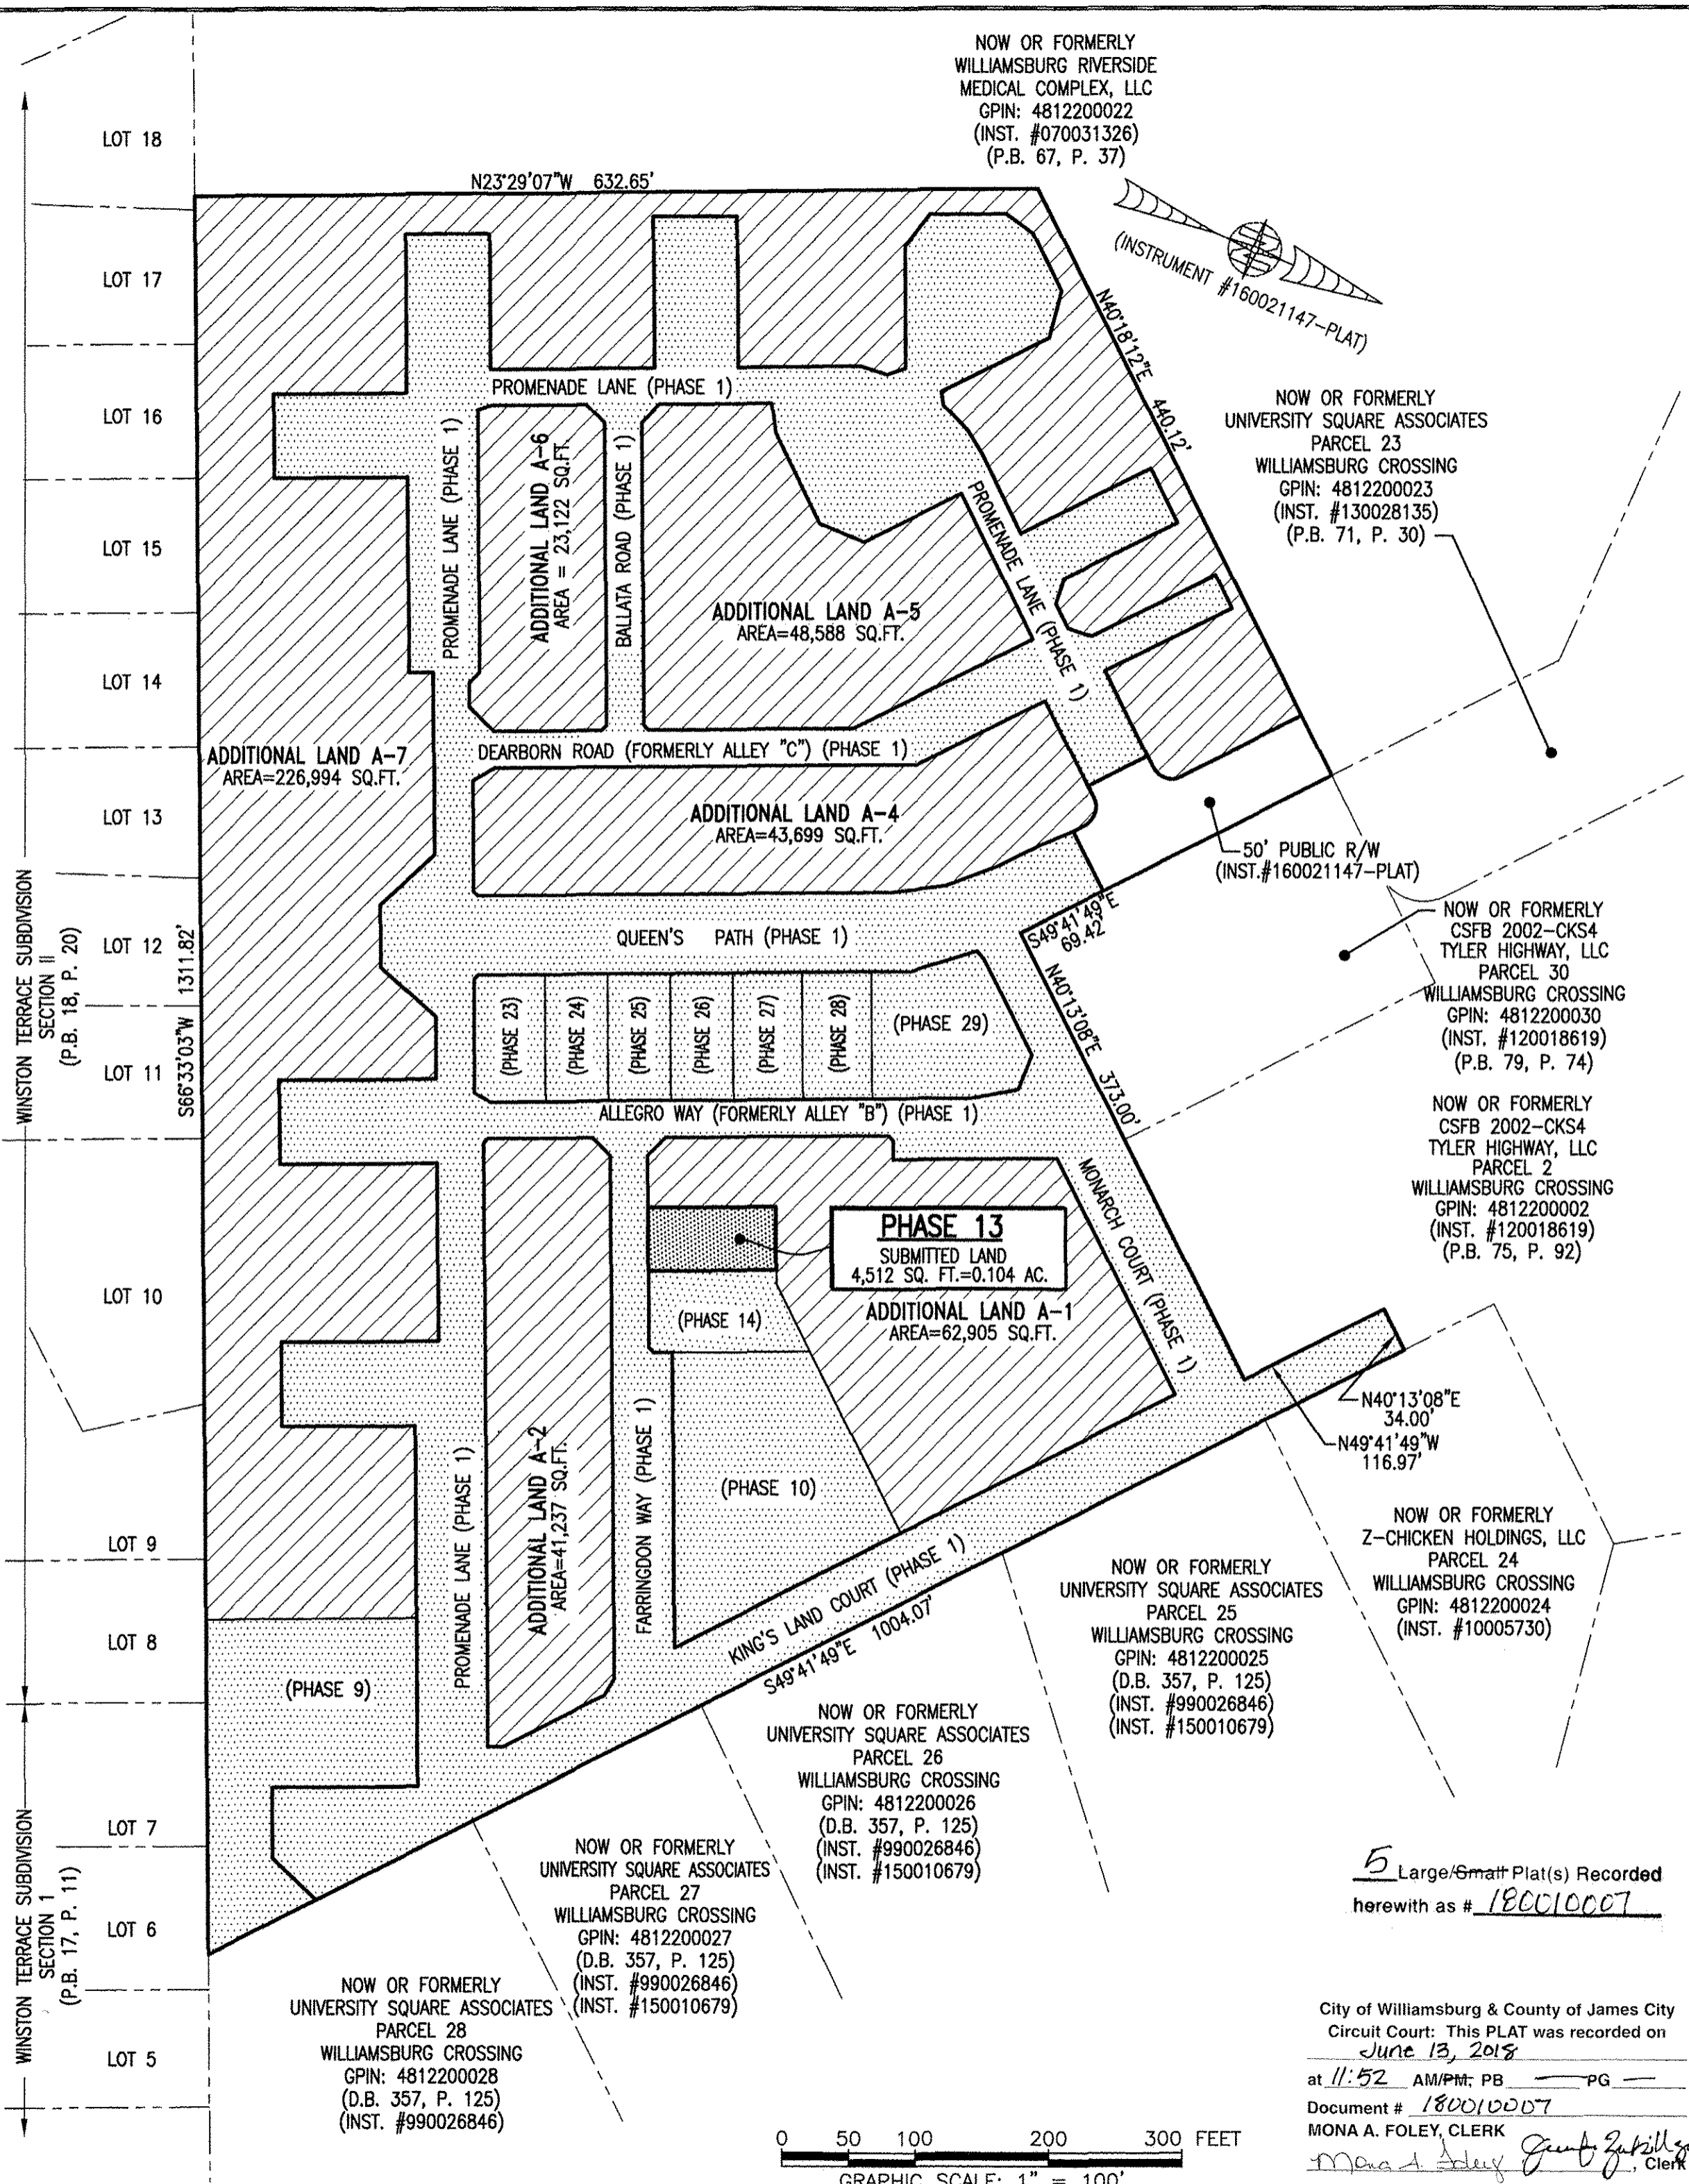 NOW OR FORMERLY
WILLIAMSBURG RIVERSIDE
MEDICAL COMPLEX, LLC
GPIN: 4812200022
(INST. #070031326)
(P.B. 67, P. 37)
LOT 18
N23°29'07"W 632.65'
(INSTRUMENT #160021147-PLAT)
LOT 17
N40°18'12"E 440.12'
PROMENADE LANE (PHASE 1)
LOT 16
NOW OR FORMERLY
UNIVERSITY SQUARE ASSOCIATES
PARCEL 23
WILLIAMSBURG CROSSING
GPIN: 4812200023
(INST. #130028135)
(P.B. 71, P. 30)
PROMENADE LANE (PHASE 1)
ADDITIONAL LAND A-6
AREA = 23,122 SQ.FT.
BALLATA ROAD (PHASE 1)
PROMENADE LANE (PHASE 1)
LOT 15
ADDITIONAL LAND A-5
AREA=48,588 SQ.FT.
LOT 14
DEARBORN ROAD (FORMERLY ALLEY "C") (PHASE 1)
ADDITIONAL LAND A-7
AREA=226,994 SQ.FT.
LOT 13
ADDITIONAL LAND A-4
AREA=43,699 SQ.FT.
50' PUBLIC R/W
(INST.#160021147-PLAT)
WINSTON TERRACE SUBDIVISION
SECTION II
(P.B. 18, P. 20)
S66°33'03"W 1311.82'
LOT 12
QUEEN'S PATH (PHASE 1)
S49°41'49"E
69.42'
NOW OR FORMERLY
CSFB 2002-CKS4
TYLER HIGHWAY, LLC
PARCEL 30
WILLIAMSBURG CROSSING
GPIN: 4812200030
(INST. #120018619)
(P.B. 79, P. 74)
(PHASE 23)
(PHASE 24)
(PHASE 25)
(PHASE 26)
(PHASE 27)
(PHASE 28)
(PHASE 29)
N40°13'08"E 373.00'
LOT 11
ALLEGRO WAY (FORMERLY ALLEY "B") (PHASE 1)
NOW OR FORMERLY
CSFB 2002-CKS4
TYLER HIGHWAY, LLC
PARCEL 2
WILLIAMSBURG CROSSING
GPIN: 4812200002
(INST. #120018619)
(P.B. 75, P. 92)
MONARCH COURT (PHASE 1)
PHASE 13
SUBMITTED LAND
4,512 SQ. FT.=0.104 AC.
LOT 10
(PHASE 14)
ADDITIONAL LAND A-1
AREA=62,905 SQ.FT.
N40°13'08"E
34.00'
N49°41'49"W
116.97'
PROMENADE LANE (PHASE 1)
ADDITIONAL LAND A-2
AREA=41,237 SQ.FT.
FARRINGDON WAY (PHASE 1)
(PHASE 10)
LOT 9
KING'S LAND COURT (PHASE 1)
S49°41'49"E 1004.07'
NOW OR FORMERLY
Z-CHICKEN HOLDINGS, LLC
PARCEL 24
WILLIAMSBURG CROSSING
GPIN: 4812200024
(INST. #10005730)
NOW OR FORMERLY
UNIVERSITY SQUARE ASSOCIATES
PARCEL 25
WILLIAMSBURG CROSSING
GPIN: 4812200025
(D.B. 357, P. 125)
(INST. #990026846)
(INST. #150010679)
LOT 8
(PHASE 9)
NOW OR FORMERLY
UNIVERSITY SQUARE ASSOCIATES
PARCEL 26
WILLIAMSBURG CROSSING
GPIN: 4812200026
(D.B. 357, P. 125)
(INST. #990026846)
(INST. #150010679)
LOT 7
NOW OR FORMERLY
UNIVERSITY SQUARE ASSOCIATES
PARCEL 27
WILLIAMSBURG CROSSING
GPIN: 4812200027
(D.B. 357, P. 125)
(INST. #990026846)
(INST. #150010679)
WINSTON TERRACE SUBDIVISION
SECTION 1
(P.B. 17, P. 11)
LOT 6
NOW OR FORMERLY
UNIVERSITY SQUARE ASSOCIATES
PARCEL 28
WILLIAMSBURG CROSSING
GPIN: 4812200028
(D.B. 357, P. 125)
(INST. #990026846)
LOT 5
5 Large/Small Plat(s) Recorded
herewith as # 180010007
City of Williamsburg & County of James City
Circuit Court: This PLAT was recorded on
June 13, 2018
at 11:52 AM/PM, PB — PG —
Document # 180010007
MONA A. FOLEY, CLERK
Mona A. Foley , Clerk
0 50 100 200 300 FEET
GRAPHIC SCALE: 1" = 100'